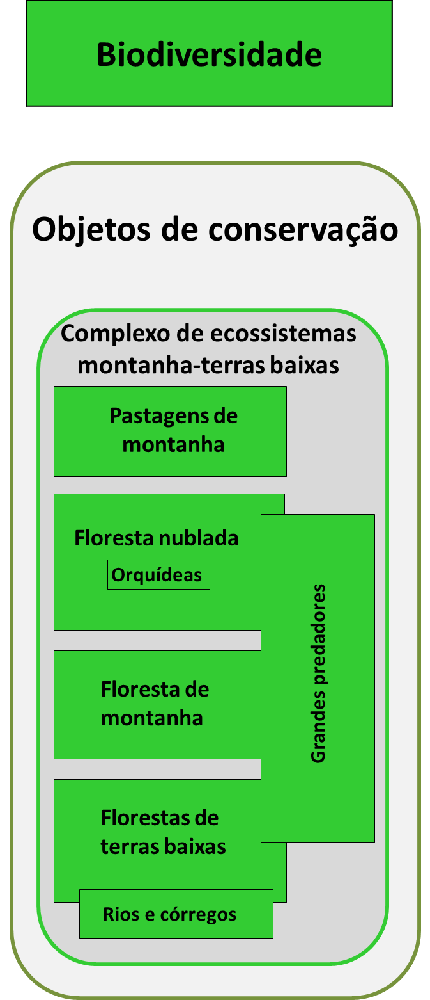 Biodiversidade
Objetos de conservação
Complexo de ecossistemas
montanha-terras baixas
Pastagens de
montanha
Floresta nublada
Orquídeas
Floresta de
montanha
Grandes predadores
Florestas de
terras baixas
Rios e córregos